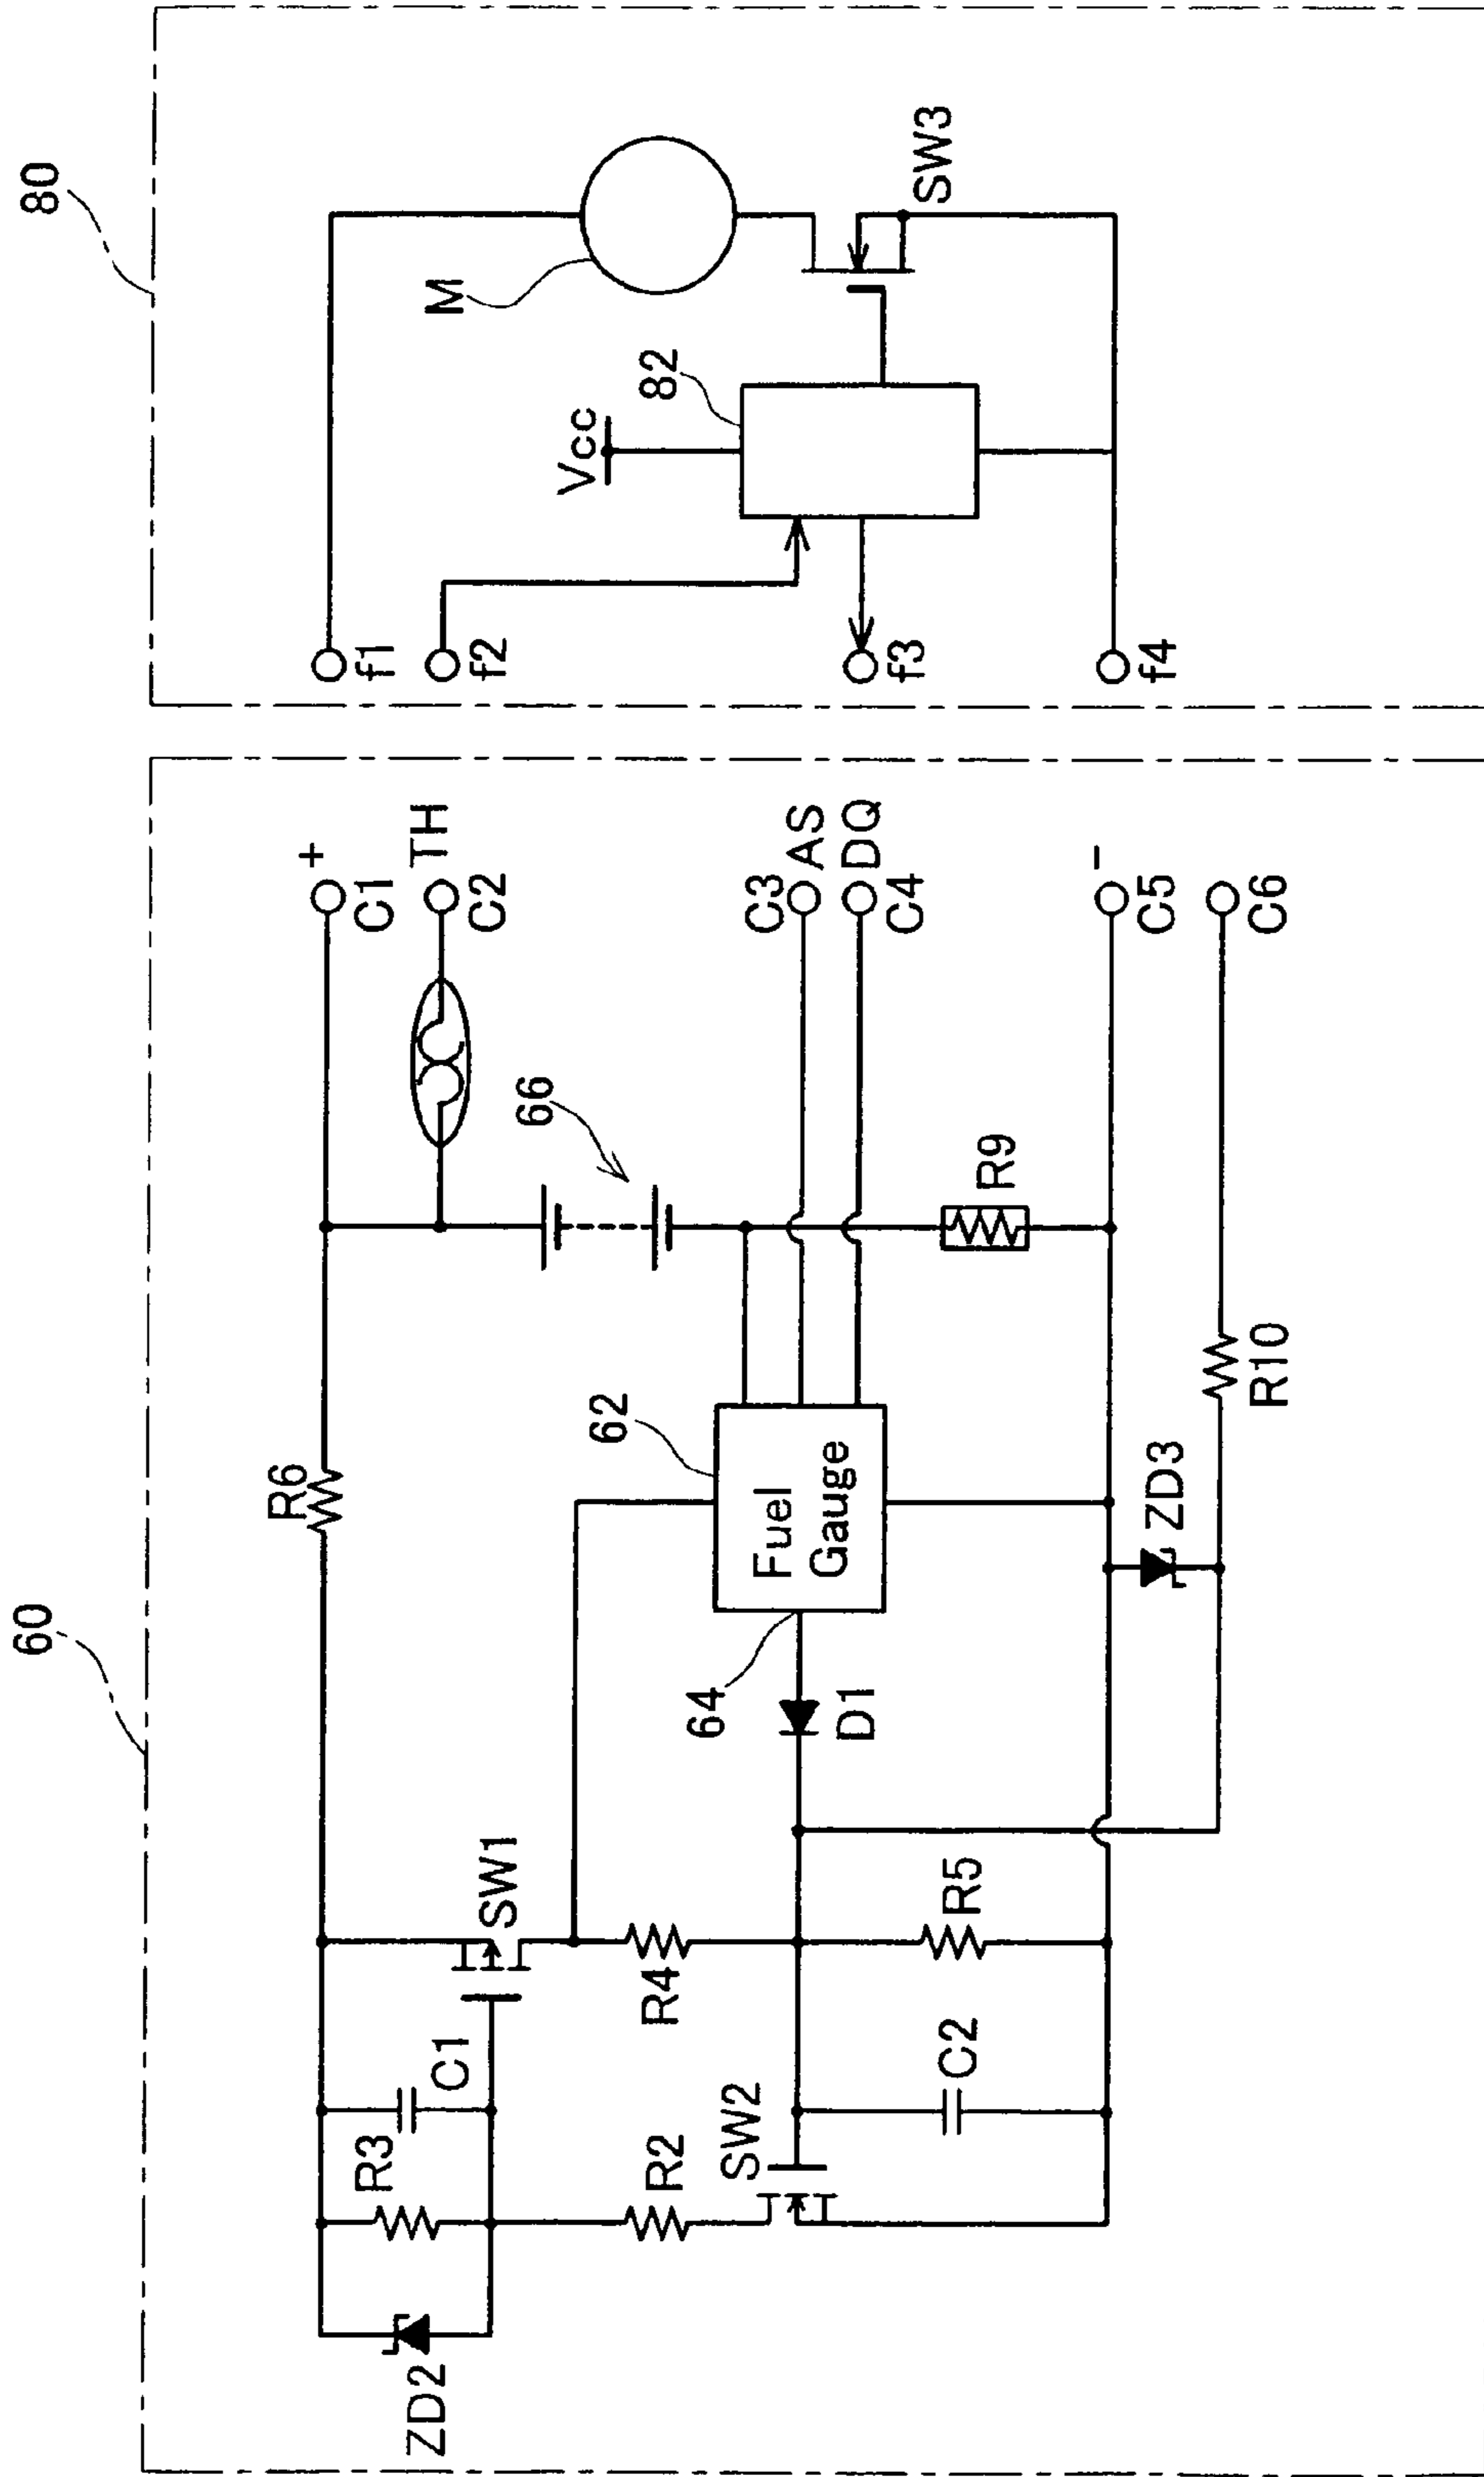 60
80
R6
+
C1
TH
C2
f1
f2
M
66
Vcc
82
SW3
62
Fuel
Gauge
64
D1
C3
AS
C4
DQ
f3
SW1
R4
C1
R3
ZD2
R2
SW2
C2
R5
R9
-
C5
C6
f4
ZD3
R10